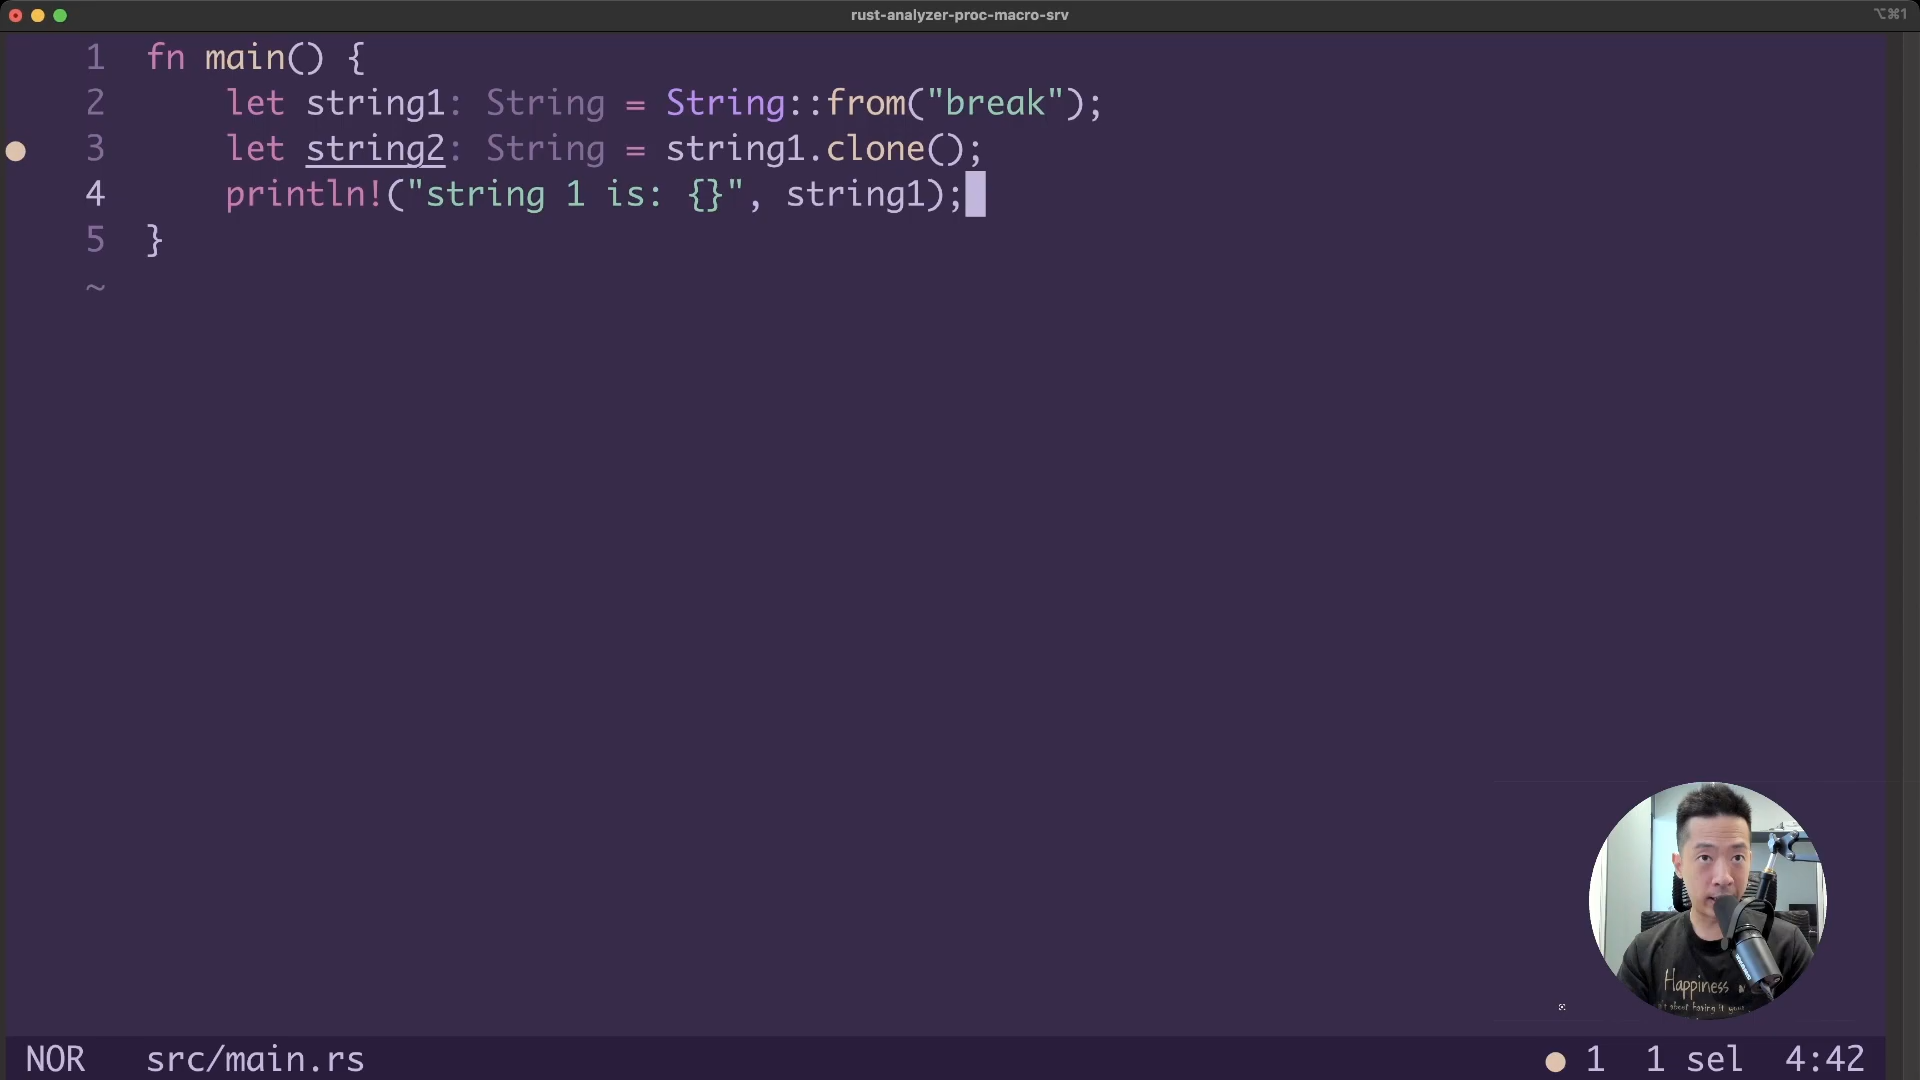 rust-analyzer-proc-macro-srv
⌥⌘1
1 fn main() {
2 let string1: String = String::from("break");
3 let string2: String = string1.clone();
4 println!("string 1 is: {}", string1);
5 }
~
Happiness
NOR src/main.rs ● 1 1 sel 4:42